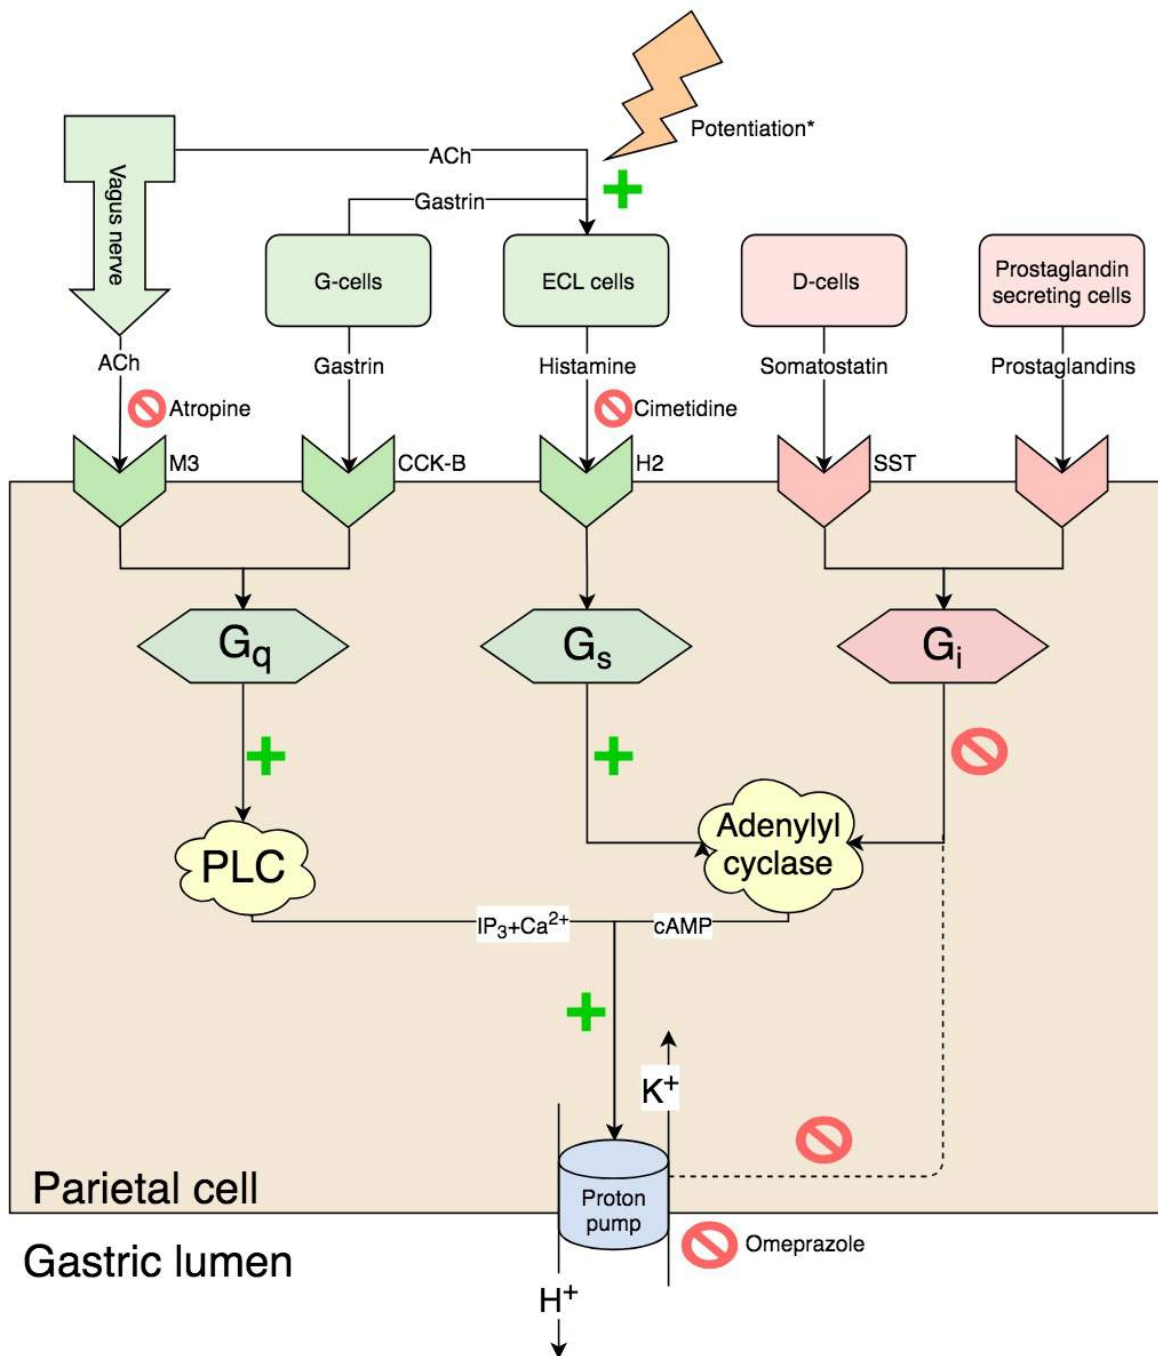 Potentiation*
ACh
Gastrin
Vagus nerve
G-cells
ECL cells
D-cells
Prostaglandin
secreting cells
ACh
Gastrin
Histamine
Somatostatin
Prostaglandins
Atropine
Cimetidine
M3
CCK-B
H2
SST
Gq
Gs
Gi
PLC
Adenylyl
cyclase
IP3+Ca2+
cAMP
K+
Proton
pump
Parietal cell
Gastric lumen
Omeprazole
H+